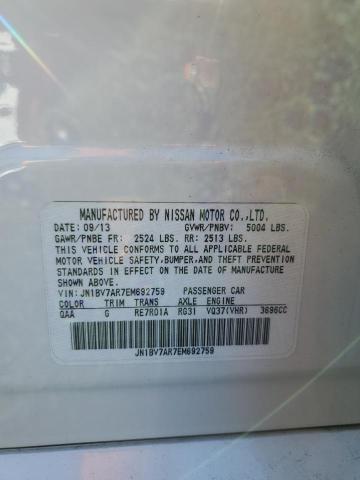 MANUFACTURED BY NISSAN MOTOR CO.,LTD.
DATE: 09/13 GVWR/PNBV: 5004 LBS.
GAWR/PNBE FR: 2524 LBS. RR: 2513 LBS.
THIS VEHICLE CONFORMS TO ALL APPLICABLE FEDERAL
MOTOR VEHICLE SAFETY,BUMPER,AND THEFT PREVENTION
STANDARDS IN EFFECT ON THE DATE OF MANUFACTURE
SHOWN ABOVE.
VIN: JN1BV7AR7EM692759 PASSENGER CAR
COLOR TRIM TRANS AXLE ENGINE
QAA G RE7R01A RG31 VQ37(VHR) 3696CC
JN1BV7AR7EM692759